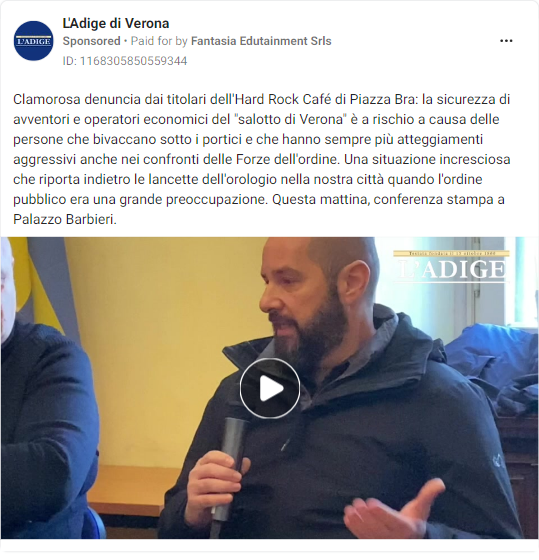 L'ADIGE
L'Adige di Verona
Sponsored • Paid for by Fantasia Edutainment Srls
ID: 1168305850559344
Clamorosa denuncia dai titolari dell'Hard Rock Café di Piazza Bra: la sicurezza di
avventori e operatori economici del "salotto di Verona" è a rischio a causa delle
persone che bivaccano sotto i portici e che hanno sempre più atteggiamenti
aggressivi anche nei confronti delle Forze dell'ordine. Una situazione incresciosa
che riporta indietro le lancette dell'orologio nella nostra città quando l'ordine
pubblico era una grande preoccupazione. Questa mattina, conferenza stampa a
Palazzo Barbieri.
L'ADIGE